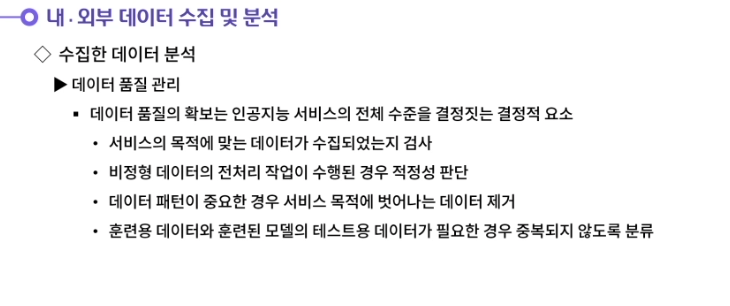 내·외부 데이터 수집 및 분석
◇ 수집한 데이터 분석
▶ 데이터 품질 관리
▪ 데이터 품질의 확보는 인공지능 서비스의 전체 수준을 결정짓는 결정적 요소
• 서비스의 목적에 맞는 데이터가 수집되었는지 검사
• 비정형 데이터의 전처리 작업이 수행된 경우 적정성 판단
• 데이터 패턴이 중요한 경우 서비스 목적에 벗어나는 데이터 제거
• 훈련용 데이터와 훈련된 모델의 테스트용 데이터가 필요한 경우 중복되지 않도록 분류